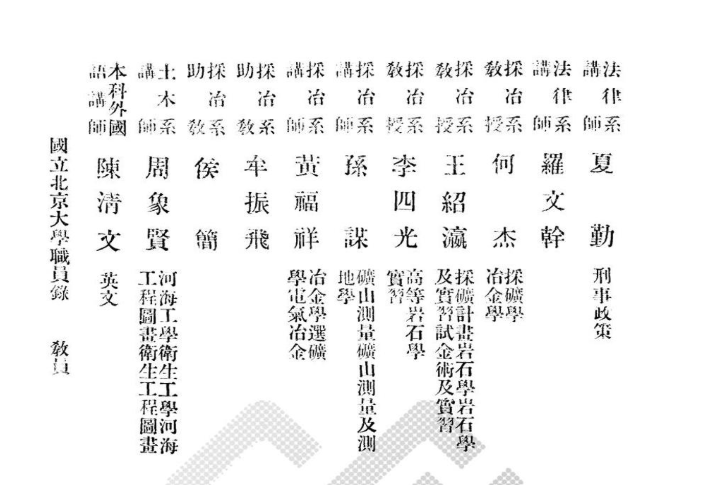 法律系講師 夏勤 刑事政策
法律系講師 羅文幹
採冶系教授 何杰 採礦學冶金學
採冶系教授 王紹瀛 採礦計畫岩石學岩石學及實習試金術及實習
採冶系教授 李四光 高等岩石學實習
採冶系講師 孫謀 礦山測量礦山測量及測地學
採冶系講師 黃福祥 冶金學選礦學電氣冶金
採冶系助教 牟振飛
採冶系助教 侯簡
土木系講師 周象賢 河海工學衛生工學河海工程圖畫衛生工程圖畫
本科外國語講師 陳清文 英文
國立北京大學職員錄 教員